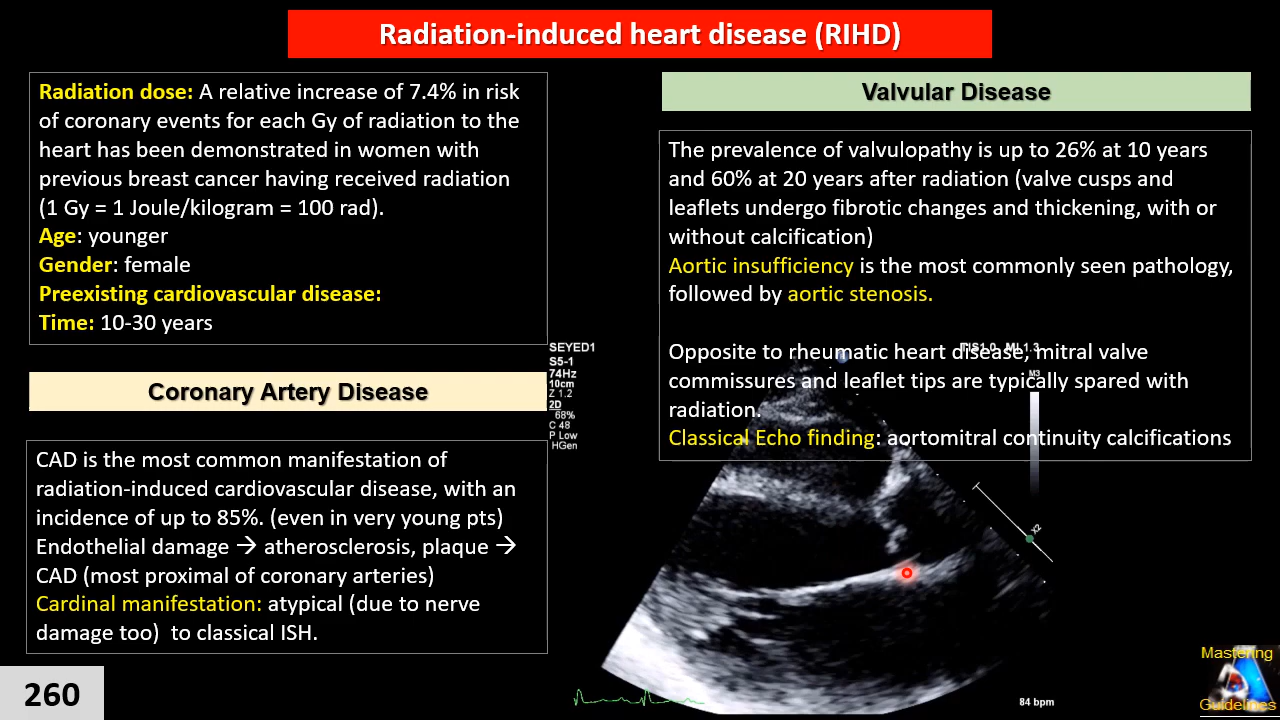 Radiation-induced heart disease (RIHD)
Radiation dose: A relative increase of 7.4% in risk
of coronary events for each Gy of radiation to the
heart has been demonstrated in women with
previous breast cancer having received radiation
(1 Gy = 1 Joule/kilogram = 100 rad).
Age: younger
Gender: female
Preexisting cardiovascular disease:
Time: 10-30 years
Coronary Artery Disease
CAD is the most common manifestation of
radiation-induced cardiovascular disease, with an
incidence of up to 85%. (even in very young pts)
Endothelial damage → atherosclerosis, plaque →
CAD (most proximal of coronary arteries)
Cardinal manifestation: atypical (due to nerve
damage too)  to classical ISH.
260
Valvular Disease
The prevalence of valvulopathy is up to 26% at 10 years
and 60% at 20 years after radiation (valve cusps and
leaflets undergo fibrotic changes and thickening, with or
without calcification)
Aortic insufficiency is the most commonly seen pathology,
followed by aortic stenosis.
Opposite to rheumatic heart disease, mitral valve
commissures and leaflet tips are typically spared with
radiation.
Classical Echo finding: aortomitral continuity calcifications
SEYED1
S5-1
74Hz
10cm
Z 1.2
2D
68%
C 48
P Low
HGen
TIS1.0 MI 1.3
M3
X2
84 bpm
Mastering
Guidelines